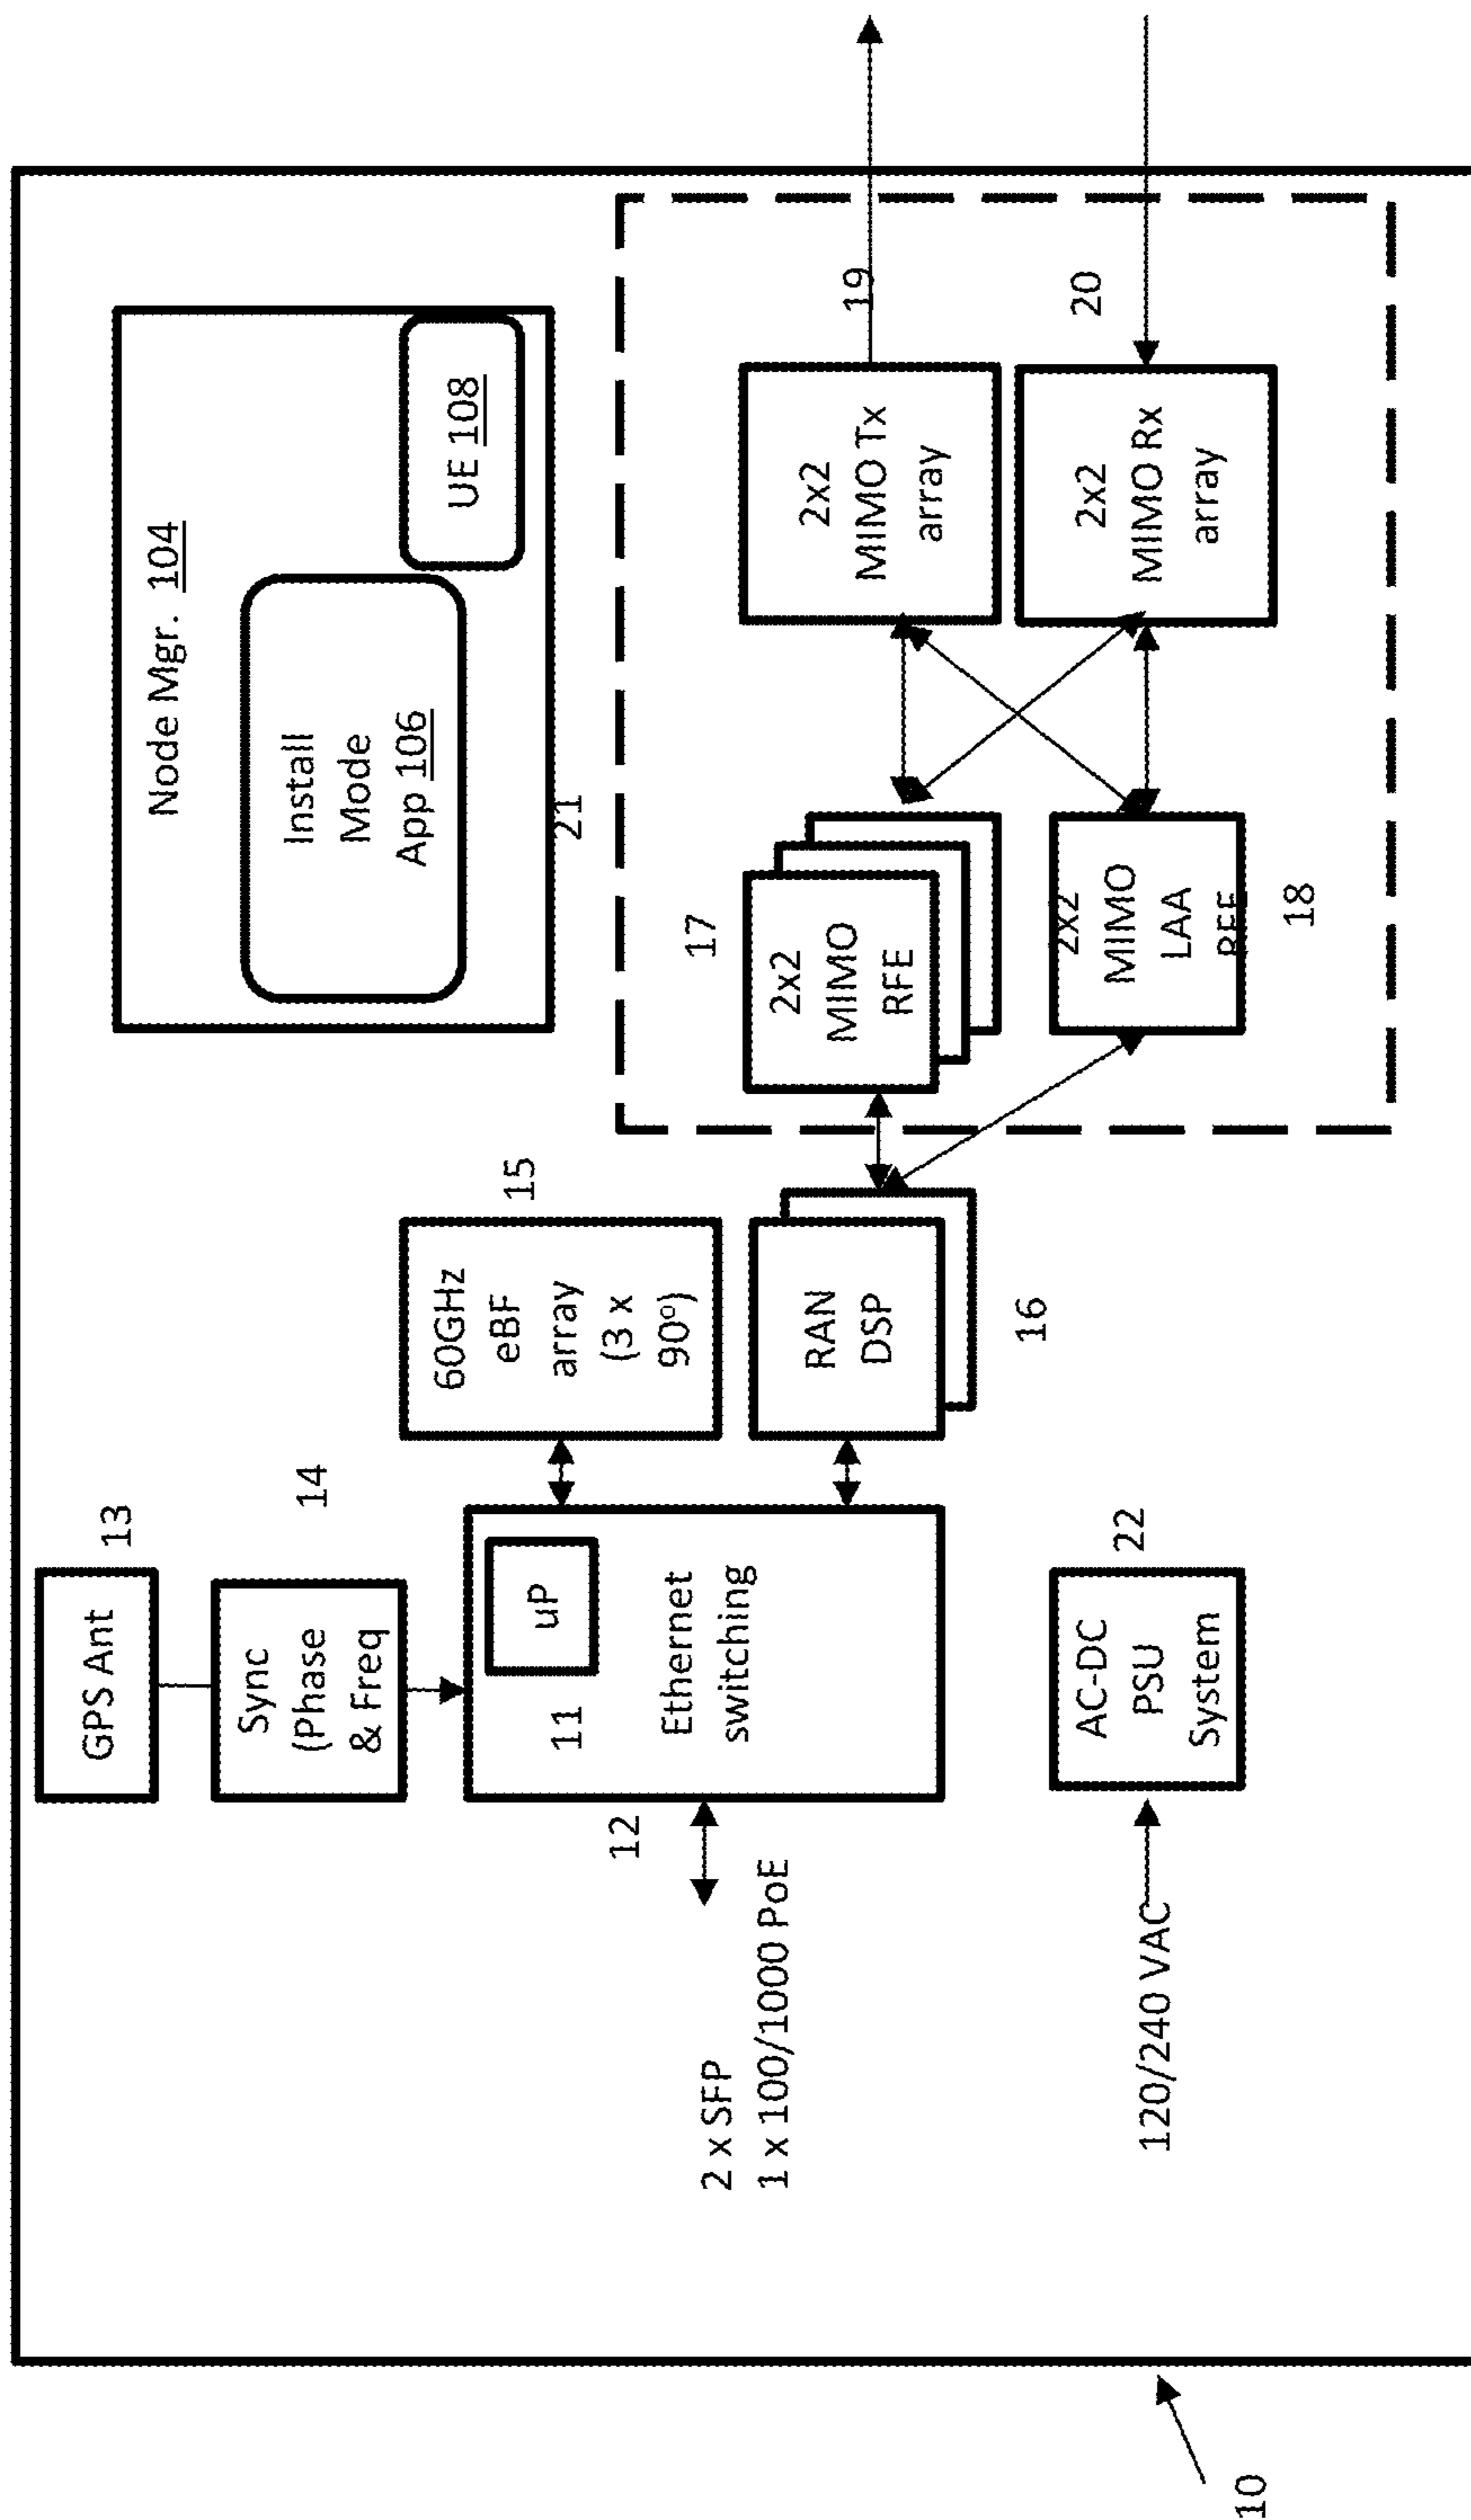 10
GPS Ant
13
Sync
(Phase
& Freq
14
12
11
uP
Ethernet
switching
2 x SFP
1 x 100/1000 PoE
120/240 VAC
AC-DC
PSU
System
22
60GHz
eBF
array
(3 x
90º)
15
RAN
DSP
16
Node Mgr. 104
Install
Mode
App 106
UE 108
21
17
2x2
MIMO
RFE
2x2
MIMO
LAA
RFE
18
2x2
MIMO Tx
array
19
2x2
MIMO Rx
array
20